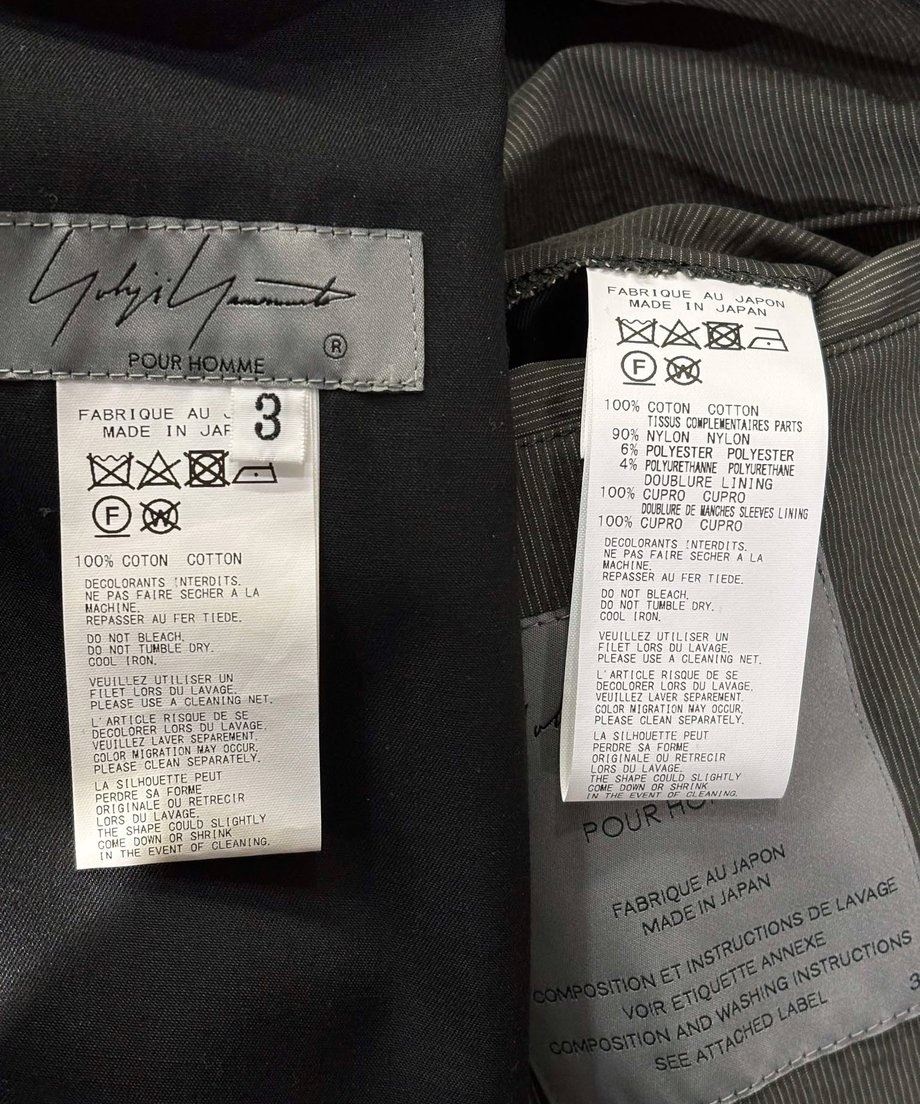 Yohji Yamamoto
®
POUR HOMME
3
FABRIQUE AU
MADE IN JAP
F
W
100% COTON COTTON
DECOLORANTS INTERDITS.
NE PAS FAIRE SECHER A LA
MACHINE.
REPASSER AU FER TIEDE.
DO NOT BLEACH.
DO NOT TUMBLE DRY.
COOL IRON.
VEUILLEZ UTILISER UN
FILET LORS DU LAVAGE.
PLEASE USE A CLEANING NET.
L'ARTICLE RISQUE DE SE
DECOLORER LORS DU LAVAGE.
VEUILLEZ LAVER SEPAREMENT.
COLOR MIGRATION MAY OCCUR.
PLEASE CLEAN SEPARATELY.
LA SILHOUETTE PEUT
PERDRE SA FORME
ORIGINALE OU RETRECIR
LORS DU LAVAGE.
THE SHAPE COULD SLIGHTLY
COME DOWN OR SHRINK
IN THE EVENT OF CLEANING.
FABRIQUE AU JAPON
MADE IN JAPAN
F
W
100% COTON COTTON
TISSUS COMPLEMENTAIRES PARTS
90% NYLON NYLON
6% POLYESTER POLYESTER
4% POLYURETHANNE POLYURETHANE
DOUBLURE LINING
100% CUPRO CUPRO
DOUBLURE DE MANCHES SLEEVES LINING
100% CUPRO CUPRO
DECOLORANTS INTERDITS.
NE PAS FAIRE SECHER A LA
MACHINE.
REPASSER AU FER TIEDE.
DO NOT BLEACH.
DO NOT TUMBLE DRY.
COOL IRON.
VEUILLEZ UTILISER UN
FILET LORS DU LAVAGE.
PLEASE USE A CLEANING NET.
L'ARTICLE RISQUE DE SE
DECOLORER LORS DU LAVAGE.
VEUILLEZ LAVER SEPAREMENT.
COLOR MIGRATION MAY OCCUR.
PLEASE CLEAN SEPARATELY.
LA SILHOUETTE PEUT
PERDRE SA FORME
ORIGINALE OU RETRECIR
LORS DU LAVAGE.
THE SHAPE COULD SLIGHTLY
COME DOWN OR SHRINK
IN THE EVENT OF CLEANING.
POUR HO
FABRIQUE AU JAPON
MADE IN JAPAN
COMPOSITION ET INSTRUCTIONS DE LAVAGE
VOIR ETIQUETTE ANNEXE
COMPOSITION AND WASHING INSTRUCTIONS
SEE ATTACHED LABEL
3